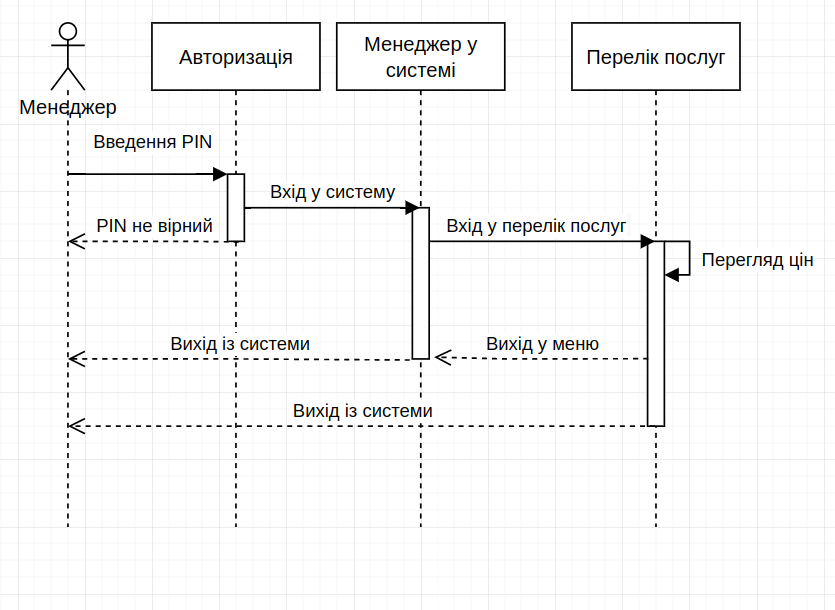 Менеджер
Авторизація
Менеджер у
системі
Перелік послуг
Введення PIN
Вхід у систему
PIN не вірний
Вхід у перелік послуг
Перегляд цін
Вихід із системи
Вихід у меню
Вихід із системи